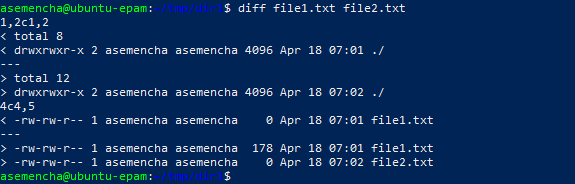 asemencha@ubuntu-epam:~/tmp/dif1$ diff file1.txt file2.txt
1,2c1,2
< total 8
< drwxrwxr-x 2 asemencha asemencha 4096 Apr 18 07:01 ./
---
> total 12
> drwxrwxr-x 2 asemencha asemencha 4096 Apr 18 07:02 ./
4c4,5
< -rw-rw-r-- 1 asemencha asemencha    0 Apr 18 07:01 file1.txt
---
> -rw-rw-r-- 1 asemencha asemencha  178 Apr 18 07:01 file1.txt
> -rw-rw-r-- 1 asemencha asemencha    0 Apr 18 07:02 file2.txt
asemencha@ubuntu-epam:~/tmp/dif1$